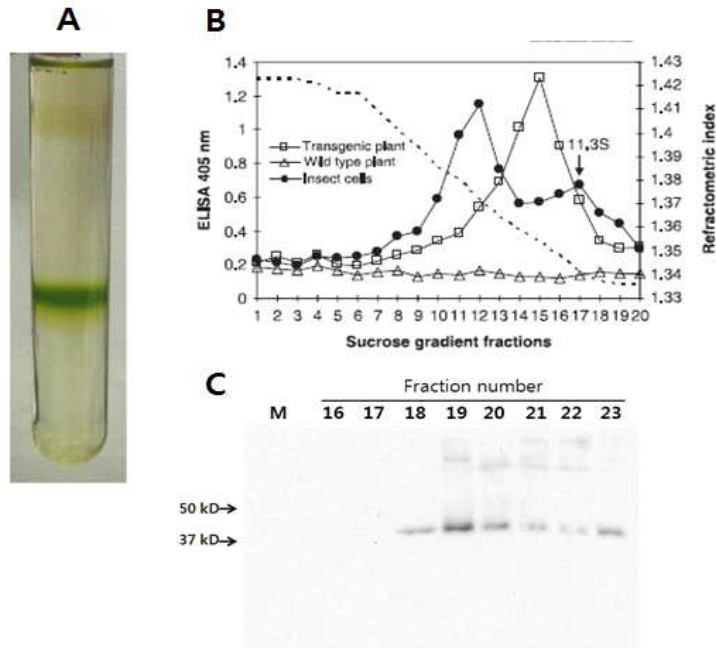 A
B
ELISA 405 nm
1.4
1.2
1
0.8
0.6
0.4
0.2
0
Transgenic plant
Wild type plant
Insect cells
11,3S
1.43
1.42
1.41
1.4
1.39
1.38
1.37
1.36
1.35
1.34
1.33
Refractometric index
1 2 3 4 5 6 7 8 9 10 11 12 13 14 15 16 17 18 19 20
Sucrose gradient fractions
C
Fraction number
M 16 17 18 19 20 21 22 23
50 kD→
37 kD→